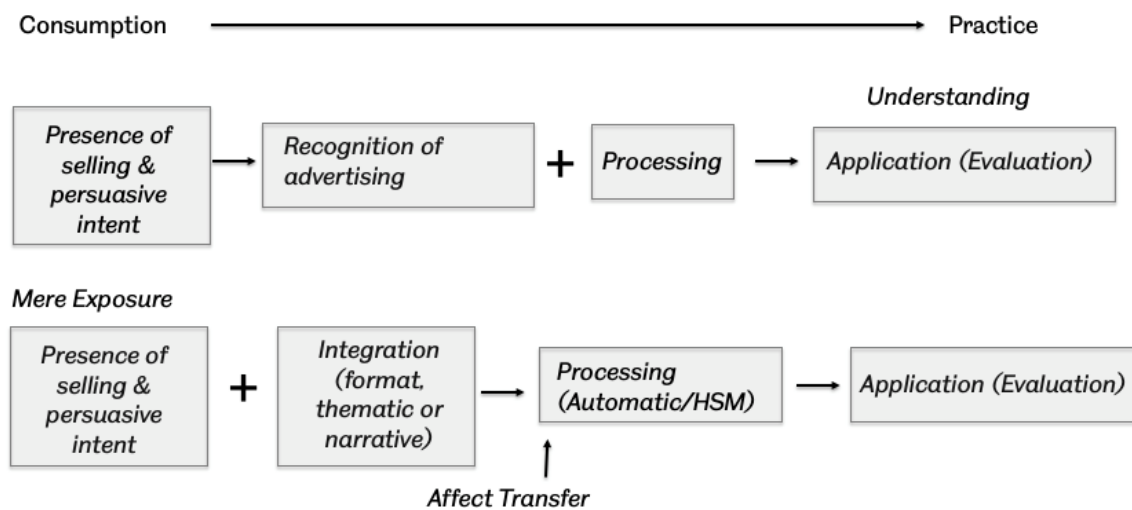 Consumption
Practice
Understanding
Presence of
selling &
persuasive
intent
Recognition of
advertising
+
Processing
Application (Evaluation)
Mere Exposure
Presence of
selling &
persuasive
intent
+
Integration
(format,
thematic or
narrative)
Processing
(Automatic/HSM)
Application (Evaluation)
Affect Transfer